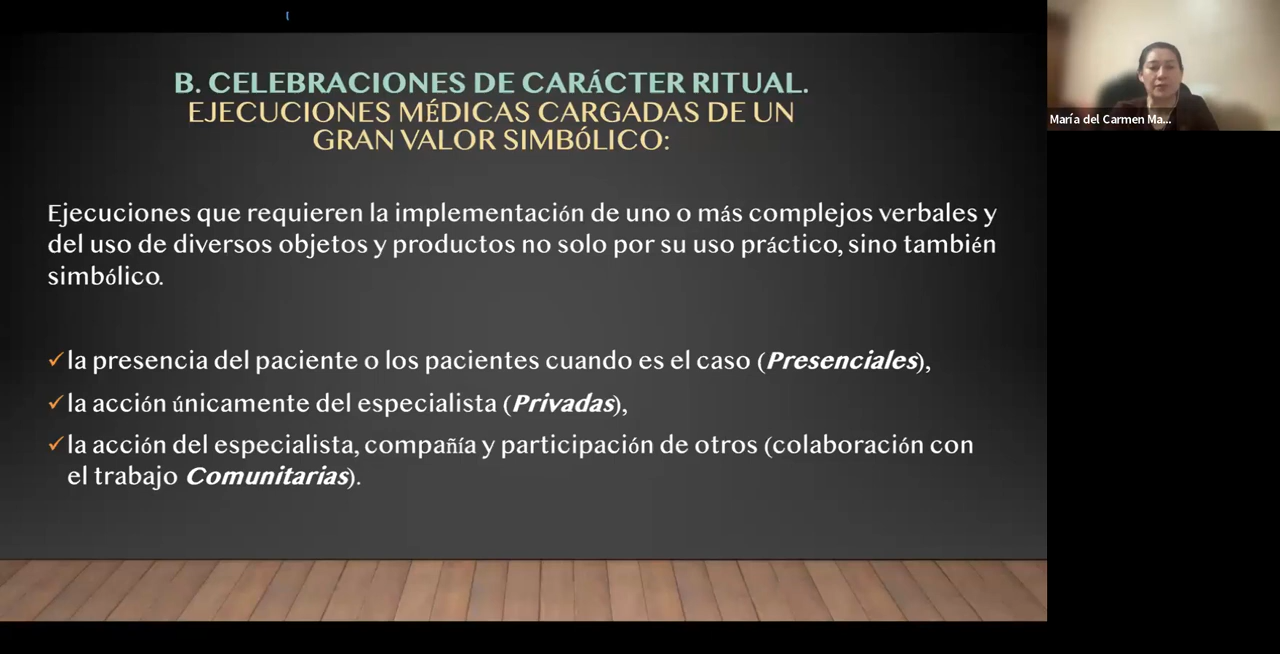 t
B. CELEBRACIONES DE CARÁCTER RITUAL.
EJECUCIONES MÉDICAS CARGADAS DE UN
GRAN VALOR SIMBÓLICO:
Ejecuciones que requieren la implementación de uno o más complejos verbales y
del uso de diversos objetos y productos no solo por su uso práctico, sino también
simbólico.
✓ la presencia del paciente o los pacientes cuando es el caso (Presenciales),
✓ la acción únicamente del especialista (Privadas),
✓ la acción del especialista, compañía y participación de otros (colaboración con
el trabajo Comunitarias).
María del Carmen Ma...